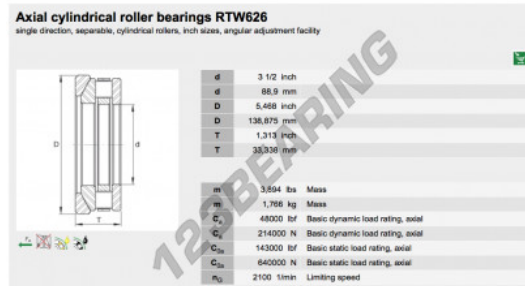 Axial cylindrical roller bearings RTW626
single direction, separable, cylindrical rollers, inch sizes, angular adjustment facility
d 3 1/2 inch
d 88,9 mm
D 5,468 inch
D 138,875 mm
T 1,313 inch
T 33,338 mm
D d
T
m 3,894 lbs Mass
m 1,766 kg Mass
Ca 48000 lbf Basic dynamic load rating, axial
Ca 214000 N Basic dynamic load rating, axial
C0a 143000 lbf Basic static load rating, axial
C0a 640000 N Basic static load rating, axial
nG 2100 1/min Limiting speed
123BEARING